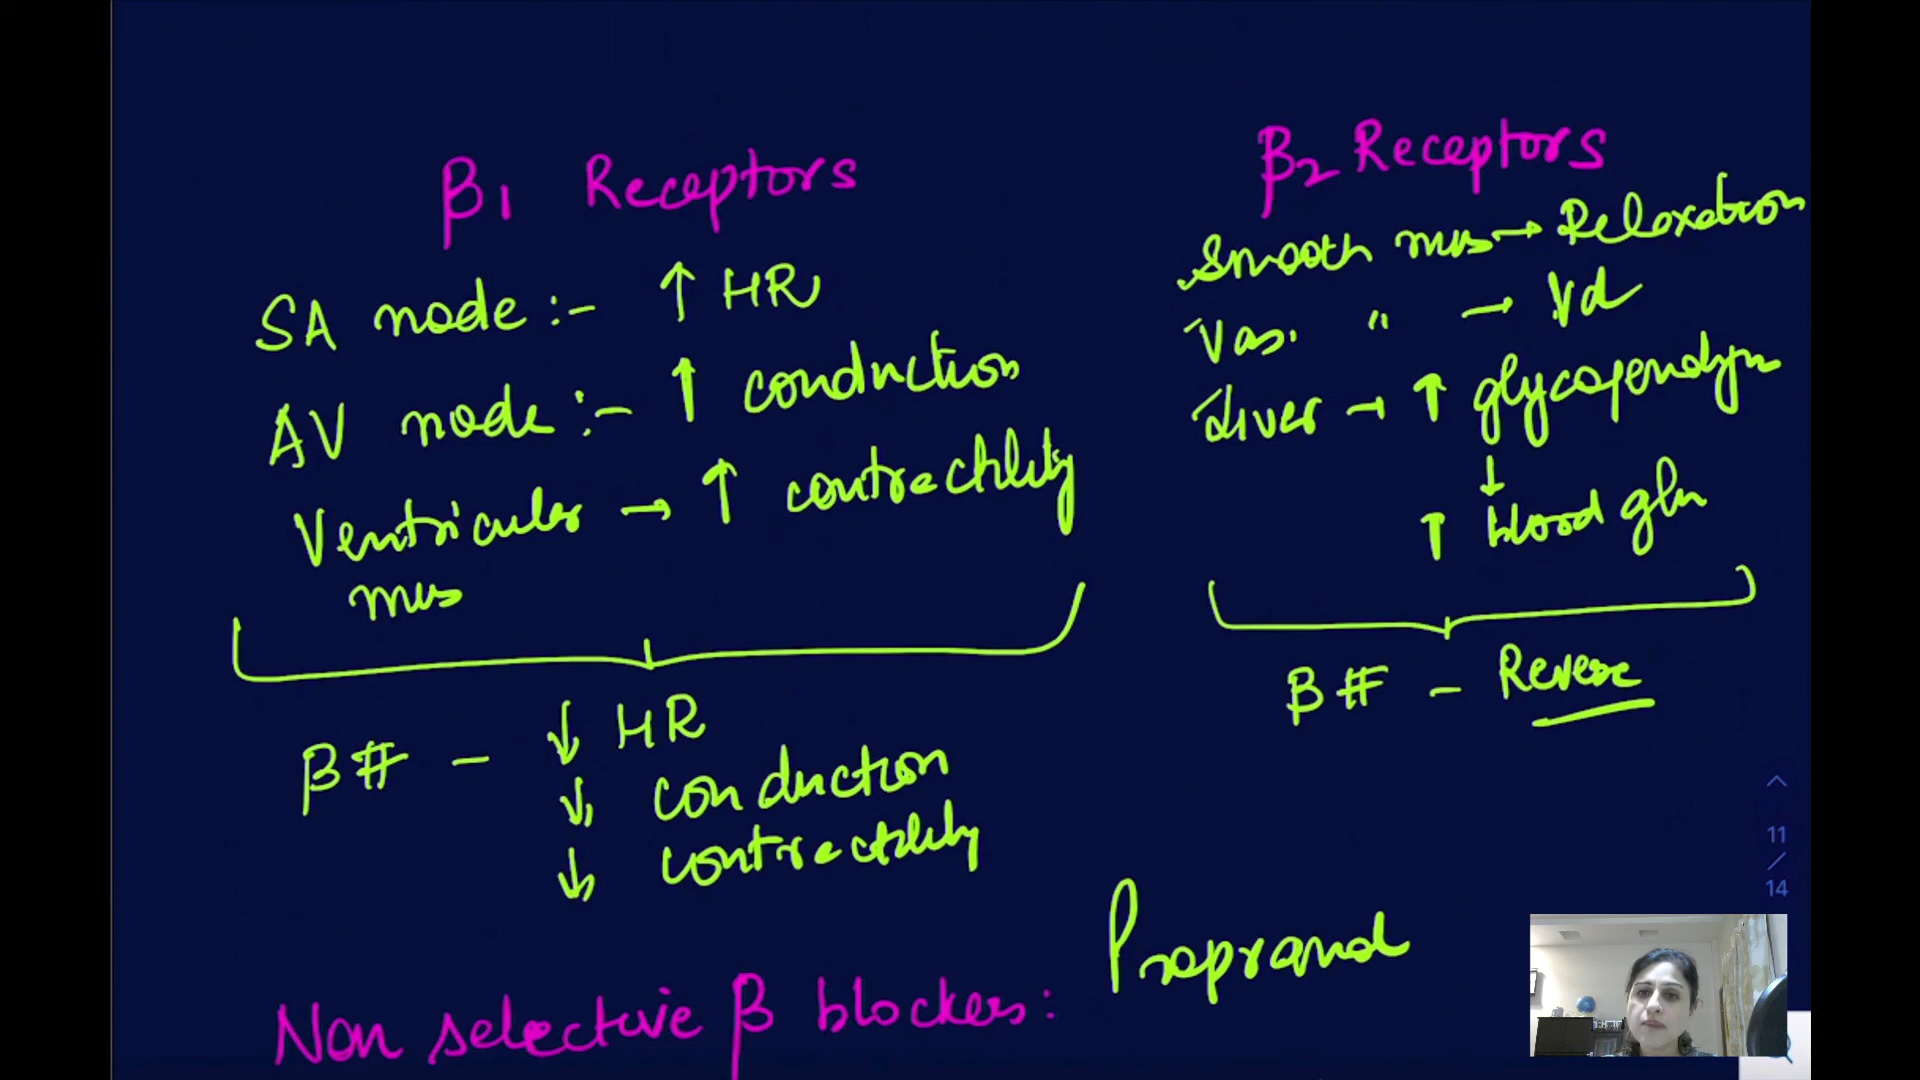 β1 Receptors
SA node :- ↑ HR
AV node :- ↑ conduction
Ventricular → ↑ contractility
mus
β# - ↓ HR
↓ conduction
↓ contractility
β2 Receptors
Smooth mus → Relaxation
Vas. " → Vd
Liver → ↑ glycogenolysis
↓
↑ blood glu
β# - Reverse
Non selective β blockers: Propranol
11
/
14